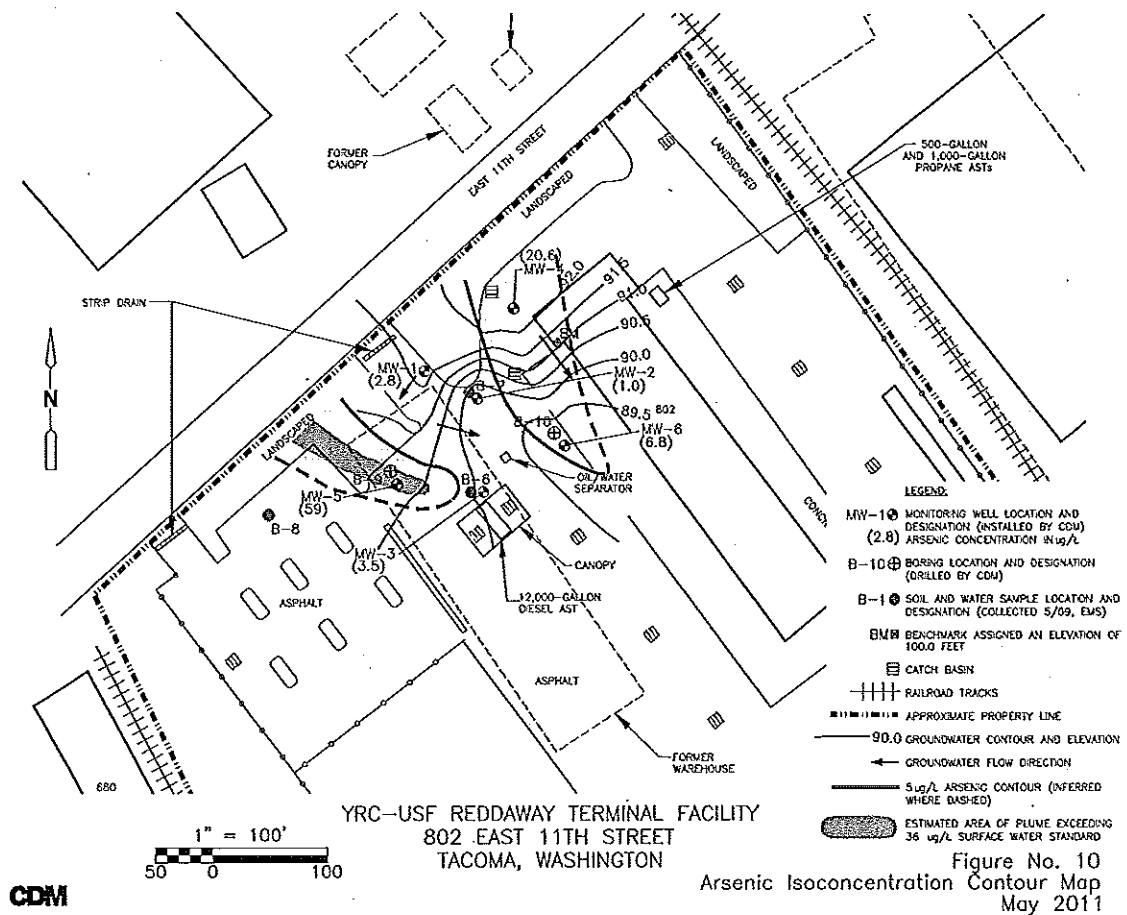 FORMER
CANOPY
EAST 11TH STREET
LANDSCAPED
LANDSCAPED
500-GALLON
AND 1,000-GALLON
PROPANE ASTs
STRIP DRAIN
N
(20.6)
92.0
91.5
91.0
90.5
90.0
89.5
802
MW-1
(2.8)
MW-2
(1.0)
MW-6
(6.8)
LANDSCAPED
OIL/WATER
SEPARATOR
B-6
MW-5
(59)
B-8
MW-3
(3.5)
CANOPY
12,000-GALLON
DIESEL AST
ASPHALT
ASPHALT
FORMER
WAREHOUSE
680
LEGEND:
MW-1 MONITORING WELL LOCATION AND
(2.8) DESIGNATION (INSTALLED BY CDM)
ARSENIC CONCENTRATION IN ug/L
B-10 BORING LOCATION AND DESIGNATION
(DRILLED BY CDM)
B-1 SOIL AND WATER SAMPLE LOCATION AND
DESIGNATION (COLLECTED 5/09, EMS)
BM BENCHMARK ASSIGNED AN ELEVATION OF
100.0 FEET
CATCH BASIN
RAILROAD TRACKS
APPROXIMATE PROPERTY LINE
90.0 GROUNDWATER CONTOUR AND ELEVATION
GROUNDWATER FLOW DIRECTION
5 ug/L ARSENIC CONTOUR (INFERRED
WHERE DASHED)
ESTIMATED AREA OF PLUME EXCEEDING
36 ug/L SURFACE WATER STANDARD
YRC-USF REDDAWAY TERMINAL FACILITY
802 EAST 11TH STREET
TACOMA, WASHINGTON
1" = 100'
50 0 100
CDM
Figure No. 10
Arsenic Isoconcentration Contour Map
May 2011